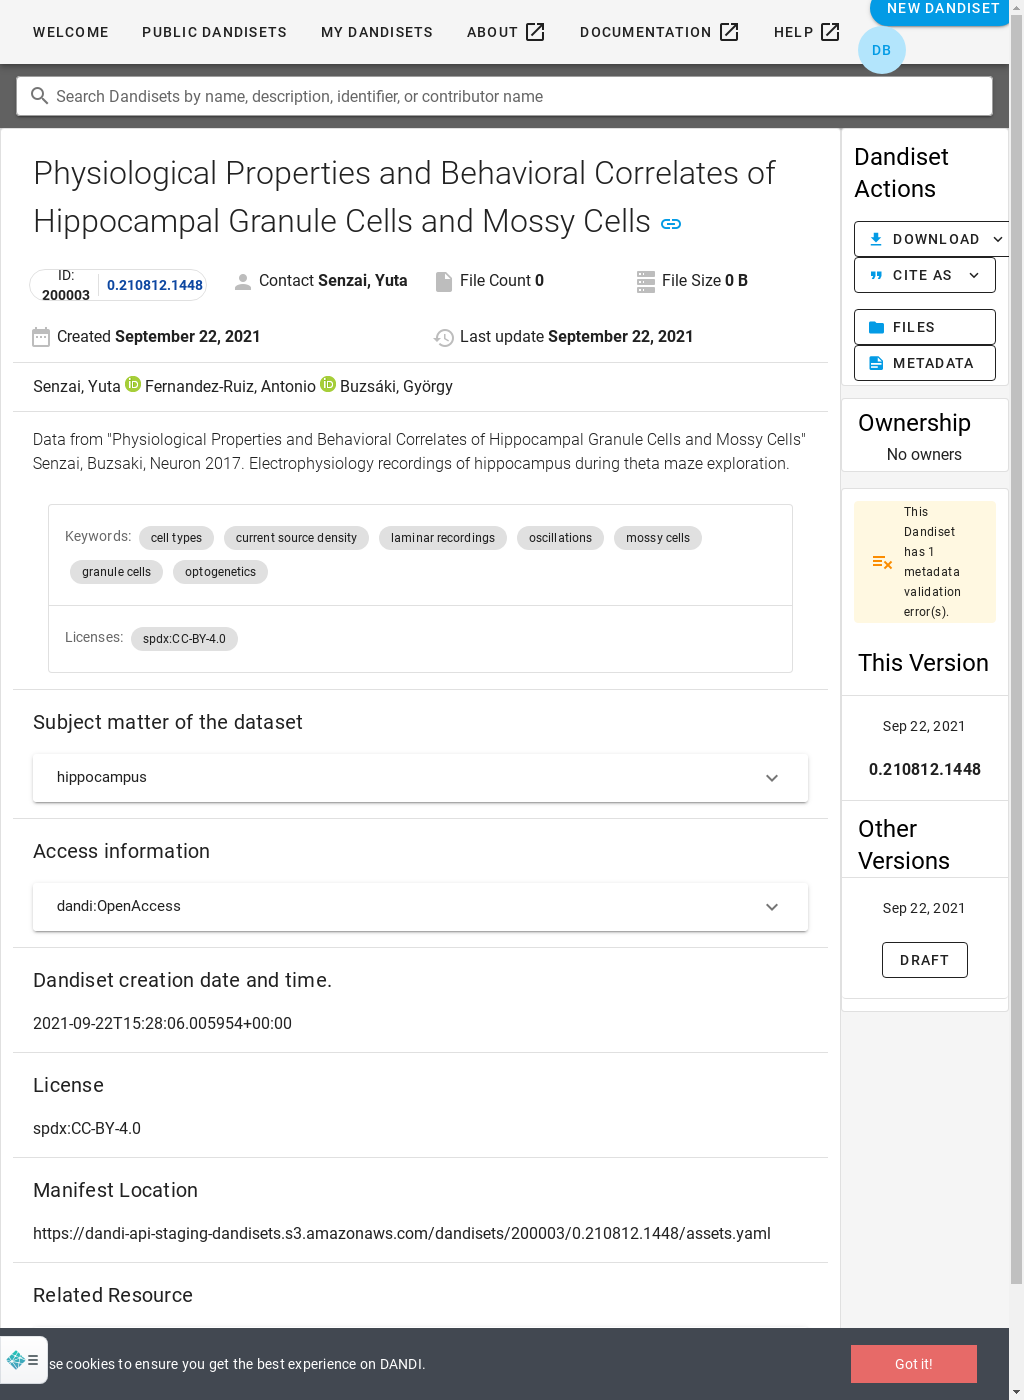 WELCOME
PUBLIC DANDISETS
MY DANDISETS
ABOUT
DOCUMENTATION
HELP
NEW DANDISET
DB
Search Dandisets by name, description, identifier, or contributor name
Physiological Properties and Behavioral Correlates of
Hippocampal Granule Cells and Mossy Cells
ID:
200003
0.210812.1448
Contact Senzai, Yuta
File Count 0
File Size 0 B
Created September 22, 2021
Last update September 22, 2021
Senzai, Yuta iD Fernandez-Ruiz, Antonio iD Buzsáki, György
Data from "Physiological Properties and Behavioral Correlates of Hippocampal Granule Cells and Mossy Cells"
Senzai, Buzsaki, Neuron 2017. Electrophysiology recordings of hippocampus during theta maze exploration.
Keywords: cell types current source density laminar recordings oscillations mossy cells
granule cells optogenetics
Licenses: spdx:CC-BY-4.0
Subject matter of the dataset
hippocampus
Access information
dandi:OpenAccess
Dandiset creation date and time.
2021-09-22T15:28:06.005954+00:00
License
spdx:CC-BY-4.0
Manifest Location
https://dandi-api-staging-dandisets.s3.amazonaws.com/dandisets/200003/0.210812.1448/assets.yaml
Related Resource
Dandiset
Actions
DOWNLOAD
CITE AS
FILES
METADATA
Ownership
No owners
This
Dandiset
has 1
metadata
validation
error(s).
This Version
Sep 22, 2021
0.210812.1448
Other
Versions
Sep 22, 2021
DRAFT
se cookies to ensure you get the best experience on DANDI.
Got it!